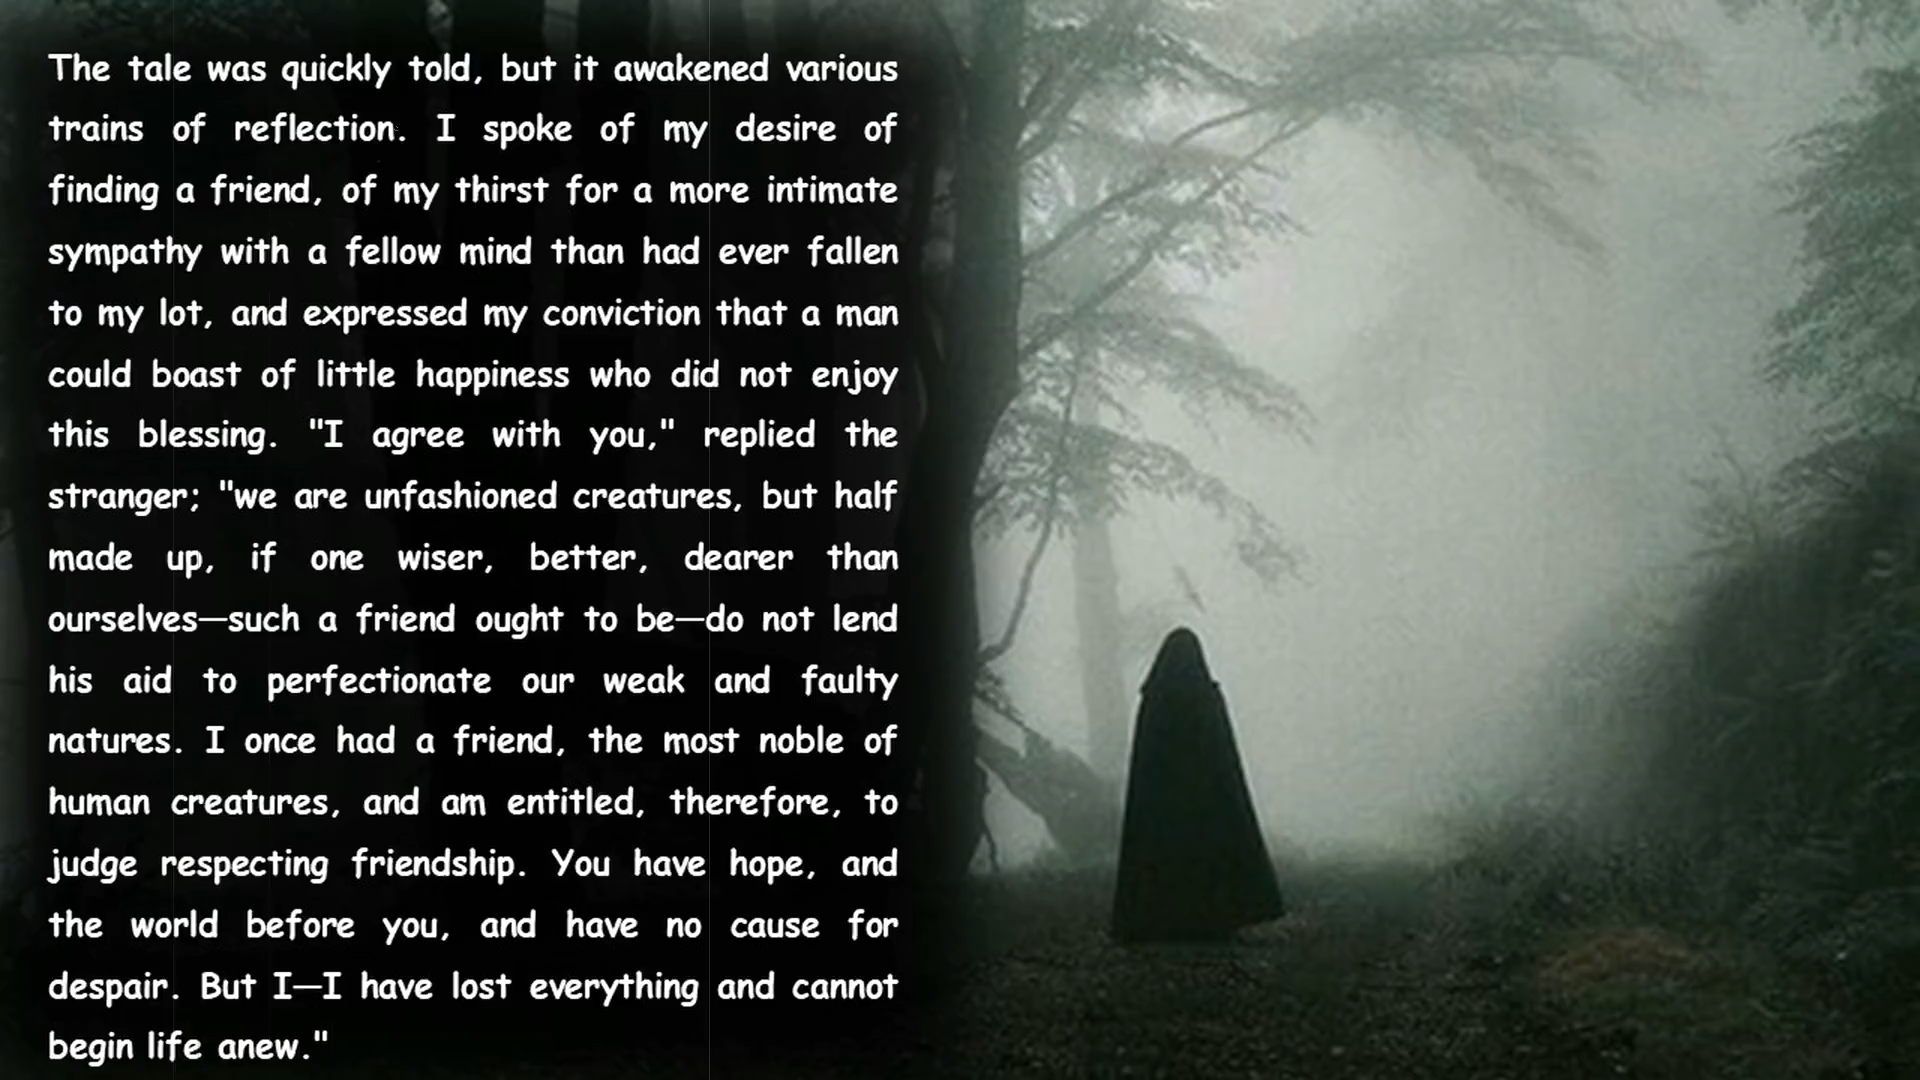 The tale was quickly told, but it awakened various
trains of reflection. I spoke of my desire of
finding a friend, of my thirst for a more intimate
sympathy with a fellow mind than had ever fallen
to my lot, and expressed my conviction that a man
could boast of little happiness who did not enjoy
this blessing. "I agree with you," replied the
stranger; "we are unfashioned creatures, but half
made up, if one wiser, better, dearer than
ourselves—such a friend ought to be—do not lend
his aid to perfectionate our weak and faulty
natures. I once had a friend, the most noble of
human creatures, and am entitled, therefore, to
judge respecting friendship. You have hope, and
the world before you, and have no cause for
despair. But I—I have lost everything and cannot
begin life anew."